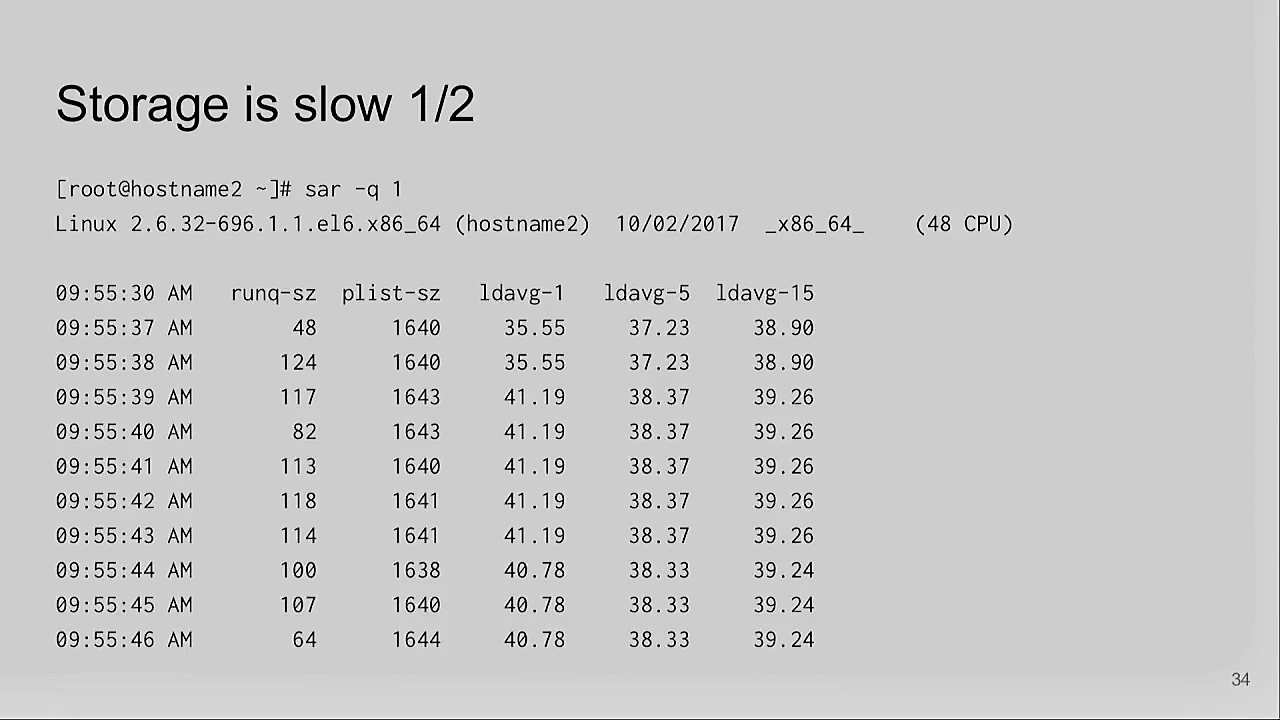 Storage is slow 1/2
[root@hostname2 ~]# sar -q 1
Linux 2.6.32-696.1.1.el6.x86_64 (hostname2)  10/02/2017  _x86_64_    (48 CPU)
09:55:30 AM   runq-sz  plist-sz   ldavg-1   ldavg-5  ldavg-15
09:55:37 AM        48      1640     35.55     37.23     38.90
09:55:38 AM       124      1640     35.55     37.23     38.90
09:55:39 AM       117      1643     41.19     38.37     39.26
09:55:40 AM        82      1643     41.19     38.37     39.26
09:55:41 AM       113      1640     41.19     38.37     39.26
09:55:42 AM       118      1641     41.19     38.37     39.26
09:55:43 AM       114      1641     41.19     38.37     39.26
09:55:44 AM       100      1638     40.78     38.33     39.24
09:55:45 AM       107      1640     40.78     38.33     39.24
09:55:46 AM        64      1644     40.78     38.33     39.24
34